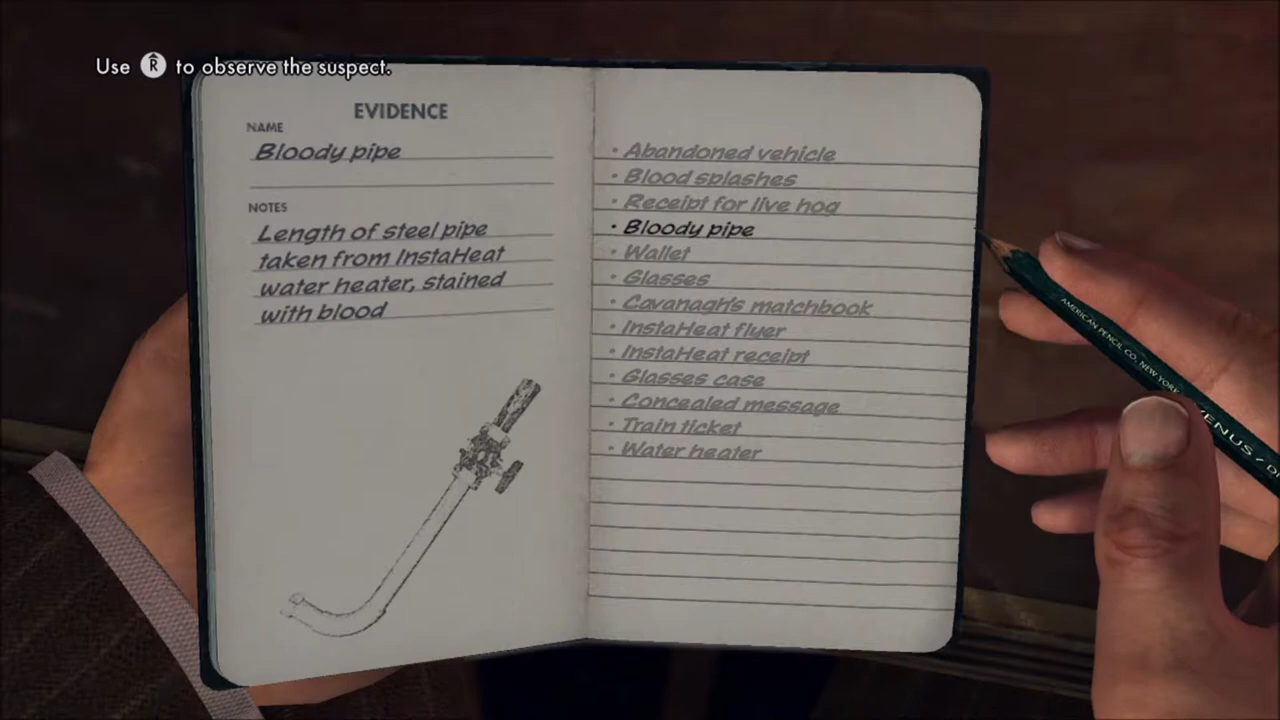 Use R to observe the suspect.
EVIDENCE
NAME
Bloody pipe
NOTES
Length of steel pipe
taken from InstaHeat
water heater, stained
with blood
• Abandoned vehicle
• Blood splashes
• Receipt for live hog
• Bloody pipe
• Wallet
• Glasses
• Cavanagh's matchbook
• InstaHeat flyer
• InstaHeat receipt
• Glasses case
• Concealed message
• Train ticket
• Water heater
AMERICAN PENCIL CO. NEW YORK
VENUS